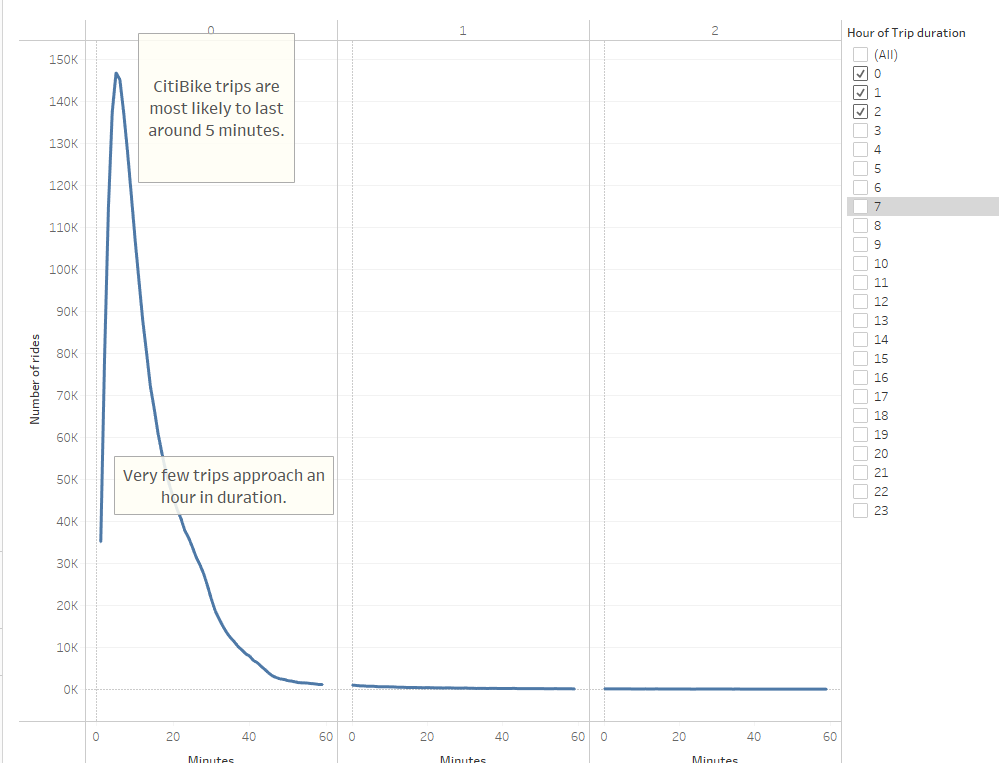 0
1
2
Hour of Trip duration
(All)
0
1
2
3
4
5
6
7
8
9
10
11
12
13
14
15
16
17
18
19
20
21
22
23
150K
140K
130K
120K
110K
100K
90K
80K
70K
60K
50K
40K
30K
20K
10K
0K
Number of rides
CitiBike trips are
most likely to last
around 5 minutes.
Very few trips approach an
hour in duration.
0 20 40 60
0 20 40 60
0 20 40 60
Minutes
Minutes
Minutes